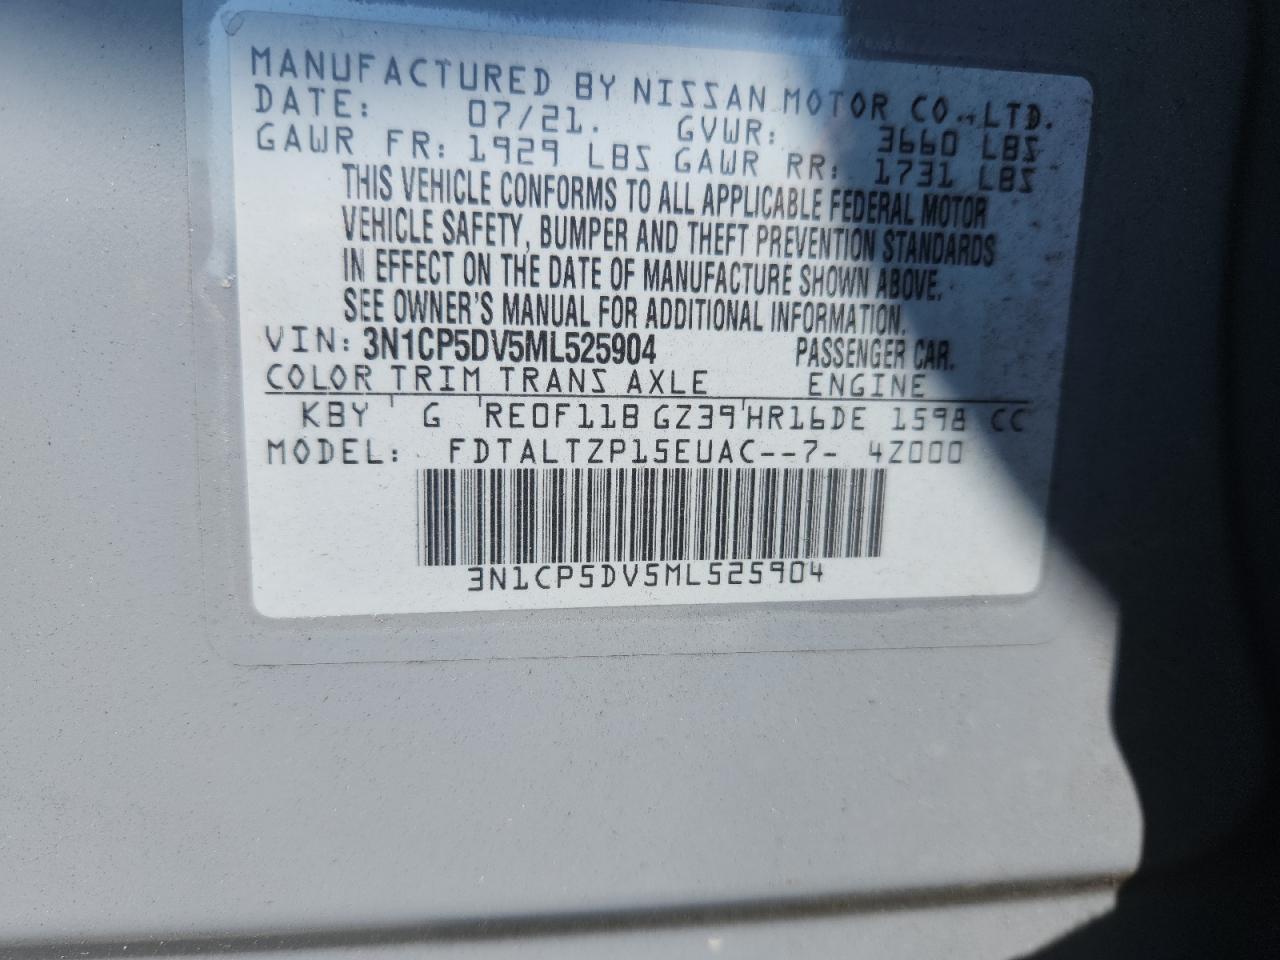 MANUFACTURED BY NISSAN MOTOR CO., LTD.
DATE: 07/21. GVWR: 3660 LBS
GAWR FR: 1929 LBS GAWR RR: 1731 LBS
THIS VEHICLE CONFORMS TO ALL APPLICABLE FEDERAL MOTOR
VEHICLE SAFETY, BUMPER AND THEFT PREVENTION STANDARDS
IN EFFECT ON THE DATE OF MANUFACTURE SHOWN ABOVE.
SEE OWNER'S MANUAL FOR ADDITIONAL INFORMATION.
VIN: 3N1CP5DV5ML525904 PASSENGER CAR.
COLOR TRIM TRANS AXLE ENGINE
KBY G RE0F11B GZ39 HR16DE 1598 CC
MODEL: FDTALTZP15EUAC--7- 4Z000
3N1CP5DV5ML525904